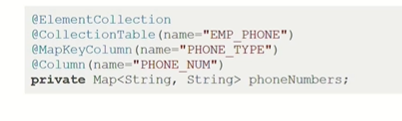 @ElementCollection
@CollectionTable(name="EMP_PHONE")
@MapKeyColumn(name="PHONE_TYPE")
@Column(name="PHONE_NUM")
private Map<String, String> phoneNumbers;